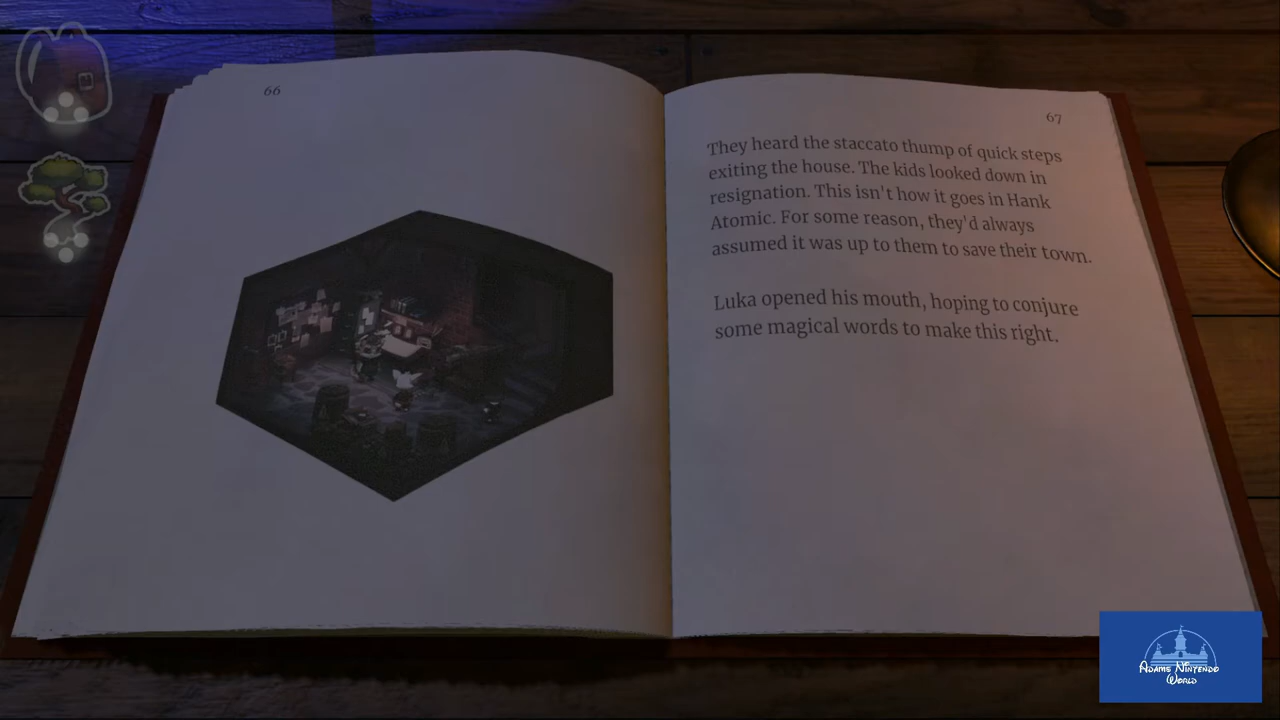 66
67
They heard the staccato thump of quick steps
exiting the house. The kids looked down in
resignation. This isn't how it goes in Hank
Atomic. For some reason, they'd always
assumed it was up to them to save their town.
Luka opened his mouth, hoping to conjure
some magical words to make this right.
Adams Nintendo
World